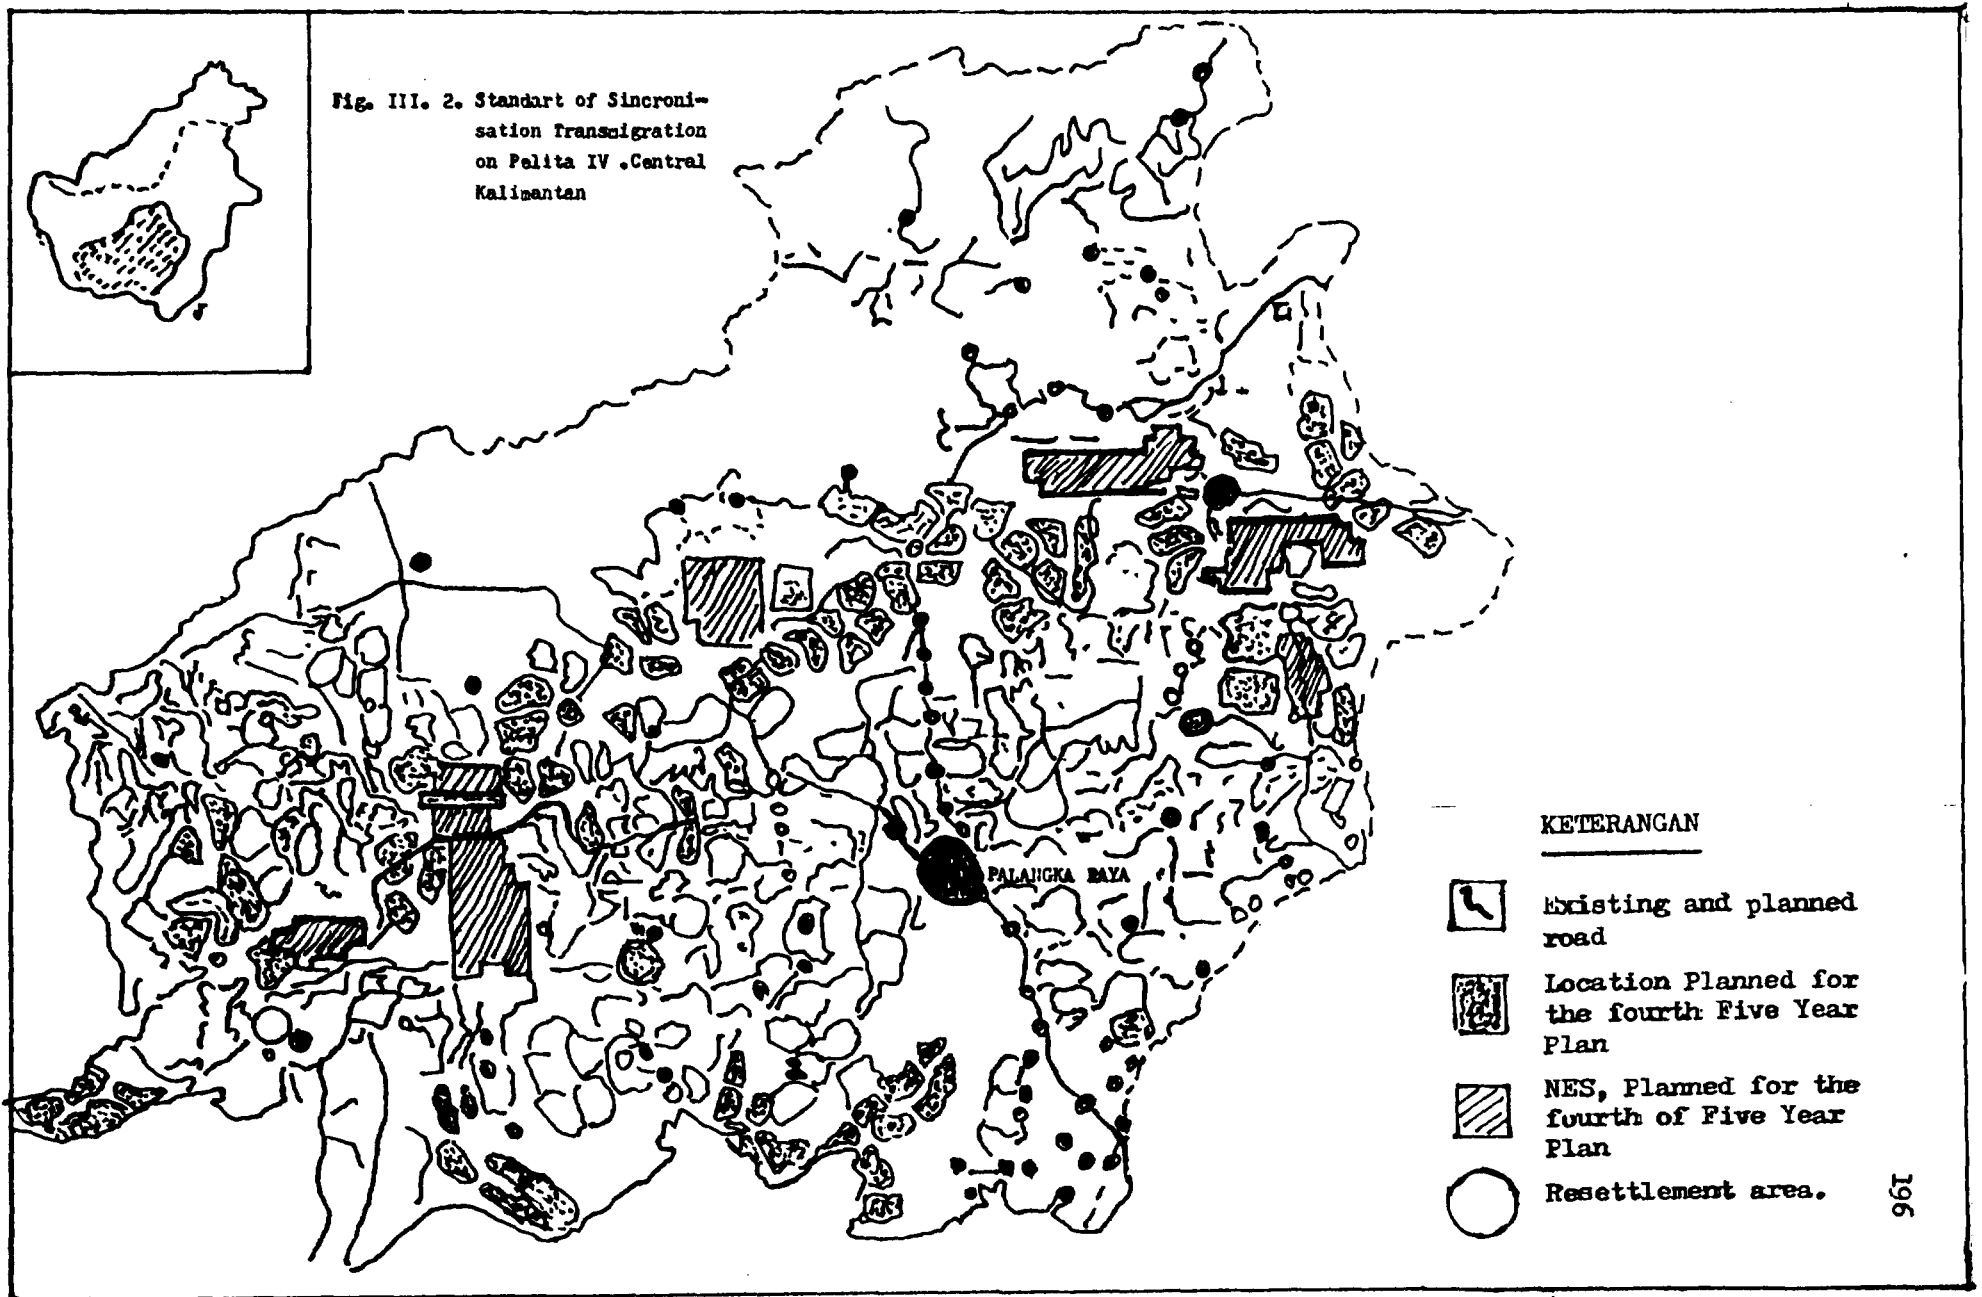 Fig. III. 2. Standart of Sincroni-
sation Transmigration
on Pelita IV .Central
Kalimantan
PALANGKA RAYA
KETERANGAN
Existing and planned
road
Location Planned for
the fourth Five Year
Plan
NES, Planned for the
fourth of Five Year
Plan
Resettlement area.
196